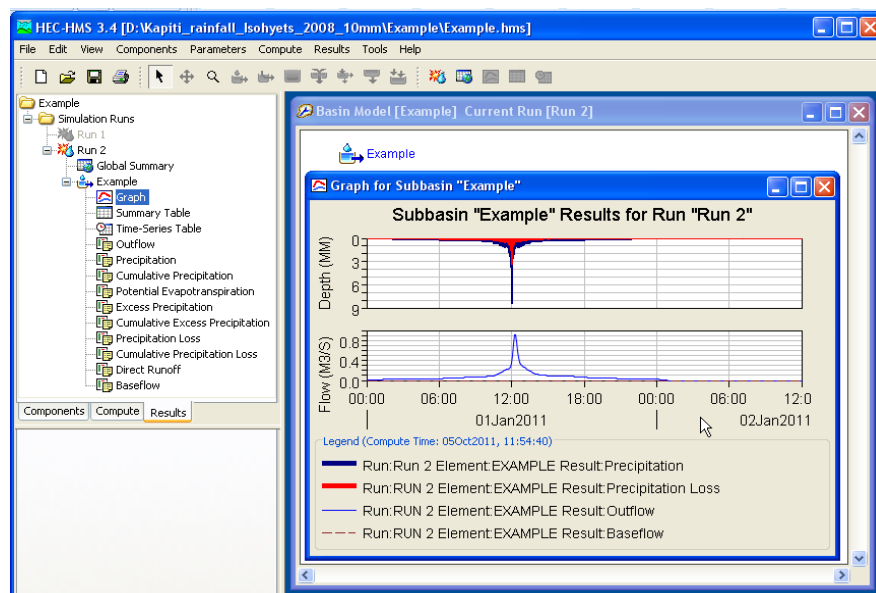 HEC-HMS 3.4 [D:\Kapiti_rainfall_Isohyets_2008_10mm\Example\Example.hms]
File Edit View Components Parameters Compute Results Tools Help
Example
Simulation Runs
Run 1
Run 2
Global Summary
Example
Graph
Summary Table
Time-Series Table
Outflow
Precipitation
Cumulative Precipitation
Potential Evapotranspiration
Excess Precipitation
Cumulative Excess Precipitation
Precipitation Loss
Cumulative Precipitation Loss
Direct Runoff
Baseflow
Components Compute Results
Basin Model [Example] Current Run [Run 2]
Example
Graph for Subbasin "Example"
Subbasin "Example" Results for Run "Run 2"
Depth (MM)
0
3
6
9
Flow (M3/S)
0.8
0.4
0.0
00:00 06:00 12:00 18:00 00:00 06:00 12:0
01Jan2011 02Jan2011
Legend (Compute Time: 05Oct2011, 11:54:40)
Run:Run 2 Element:EXAMPLE Result:Precipitation
Run:RUN 2 Element:EXAMPLE Result:Precipitation Loss
Run:RUN 2 Element:EXAMPLE Result:Outflow
Run:RUN 2 Element:EXAMPLE Result:Baseflow